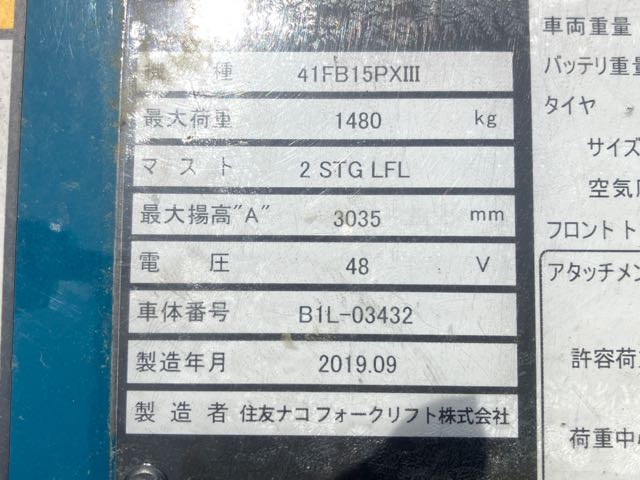 機　種 41FB15PXⅢ
最大荷重 1480 kg
マ ス ト 2 STG LFL
最大揚高"A" 3035 mm
電　圧 48 V
車体番号 B1L-03432
製造年月 2019.09
製 造 者 住友ナコ フォークリフト株式会社
車両重量
バッテリ重量
タイヤ
サイズ
空気圧
フロント
アタッチメン
許容荷
荷重中心